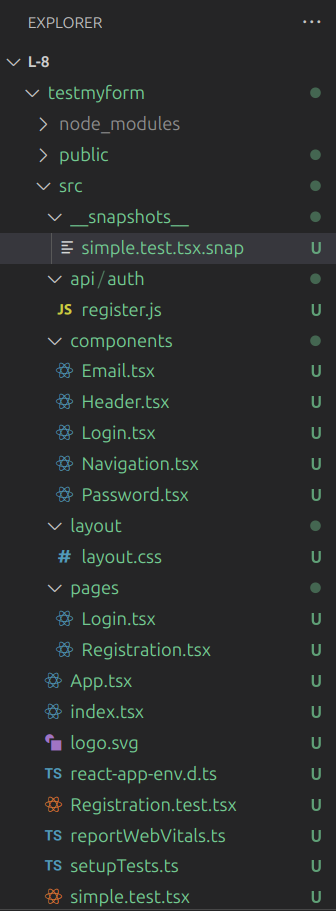 EXPLORER ...
L-8
testmyform
node_modules
public
src
__snapshots__
simple.test.tsx.snap U
api/auth
JS register.js U
components
Email.tsx U
Header.tsx U
Login.tsx U
Navigation.tsx U
Password.tsx U
layout
# layout.css U
pages
Login.tsx U
Registration.tsx U
App.tsx U
index.tsx U
logo.svg U
TS react-app-env.d.ts U
Registration.test.tsx U
TS reportWebVitals.ts U
TS setupTests.ts U
simple.test.tsx U